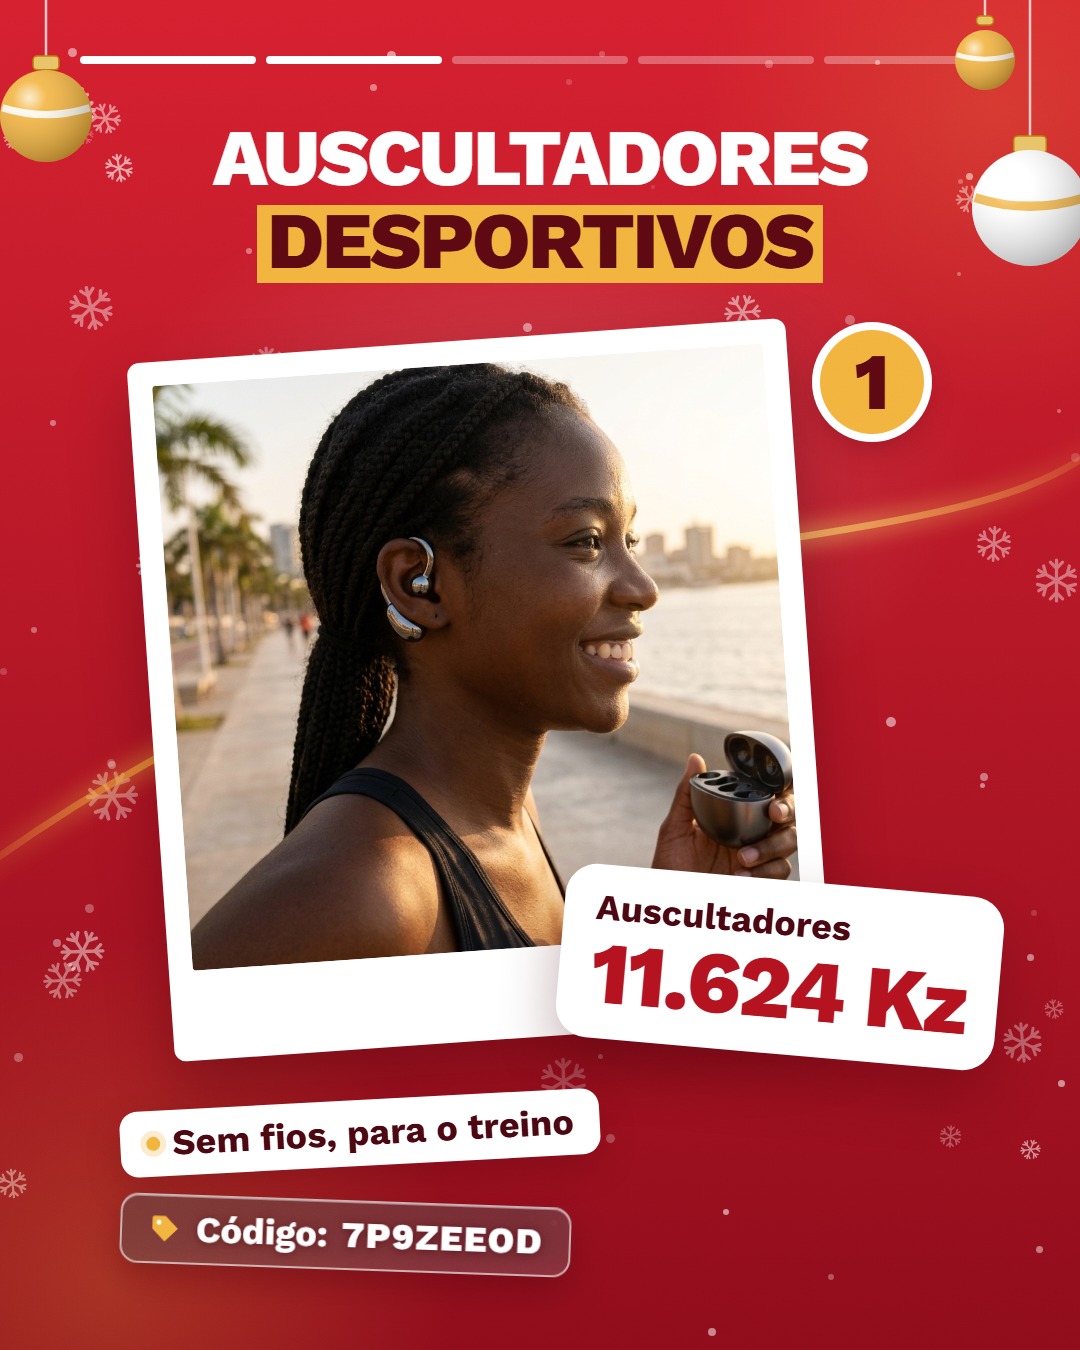 AUSCULTADORES
DESPORTIVOS
1
Auscultadores
11.624 Kz
Sem fios, para o treino
Código: 7P9ZEEOD